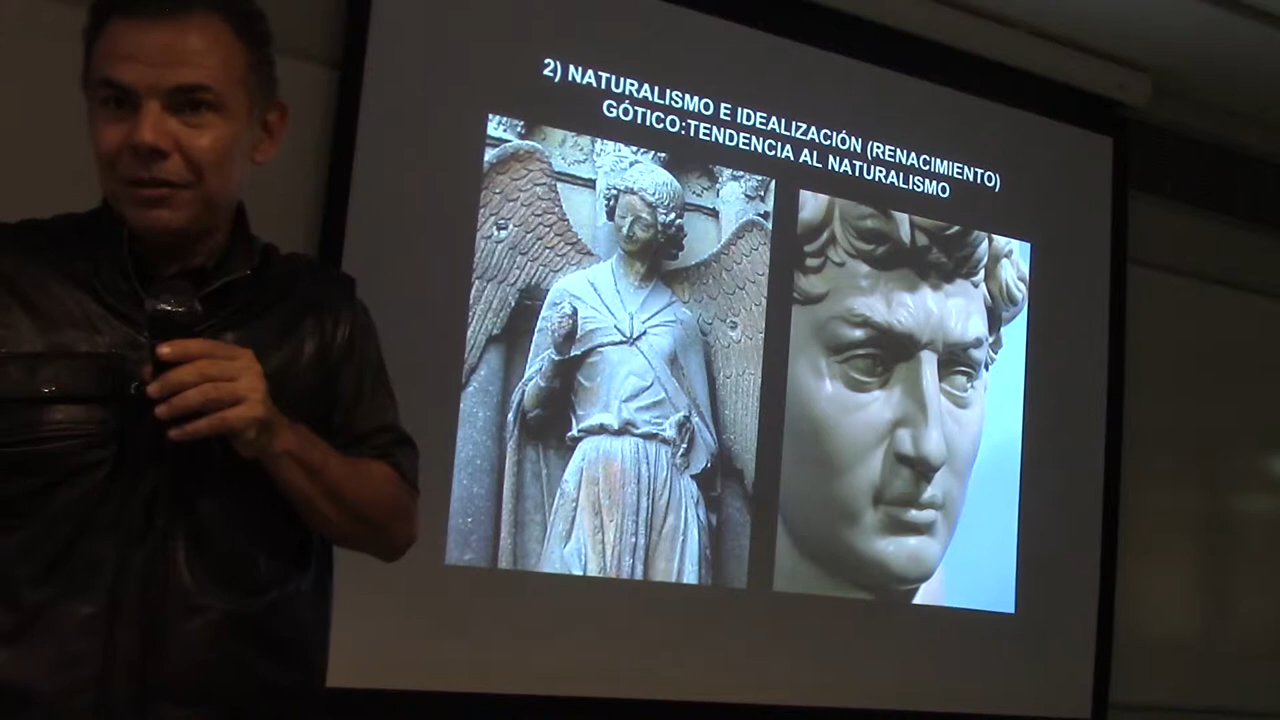 2) NATURALISMO E IDEALIZACIÓN (RENACIMIENTO)
GÓTICO:TENDENCIA AL NATURALISMO